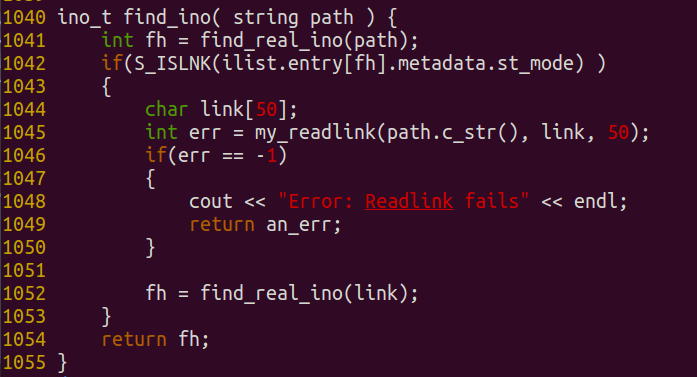 1040 ino_t find_ino( string path ) {
1041     int fh = find_real_ino(path);
1042     if(S_ISLNK(ilist.entry[fh].metadata.st_mode) )
1043     {
1044         char link[50];
1045         int err = my_readlink(path.c_str(), link, 50);
1046         if(err == -1)
1047         {
1048             cout << "Error: Readlink fails" << endl;
1049             return an_err;
1050         }
1051
1052         fh = find_real_ino(link);
1053     }
1054     return fh;
1055 }